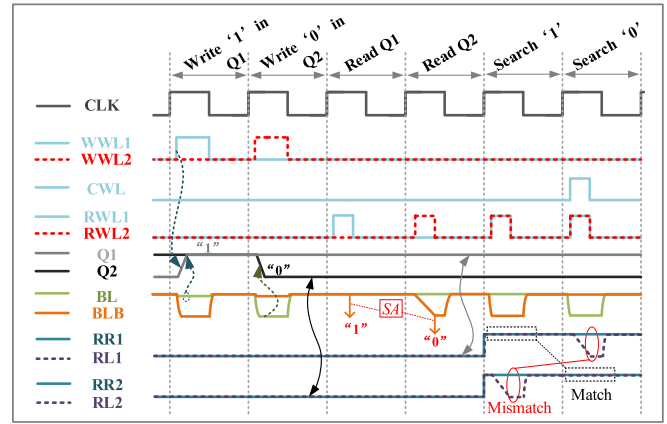 Write ‘1’ in Q1
Write ‘0’ in Q2
Read Q1
Read Q2
Search ‘1’
Search ‘0’
CLK
WWL1
WWL2
CWL
RWL1
RWL2
Q1
“1”
Q2
“0”
BL
BLB
SA
“1”
“0”
RR1
RL1
RR2
RL2
Mismatch
Match